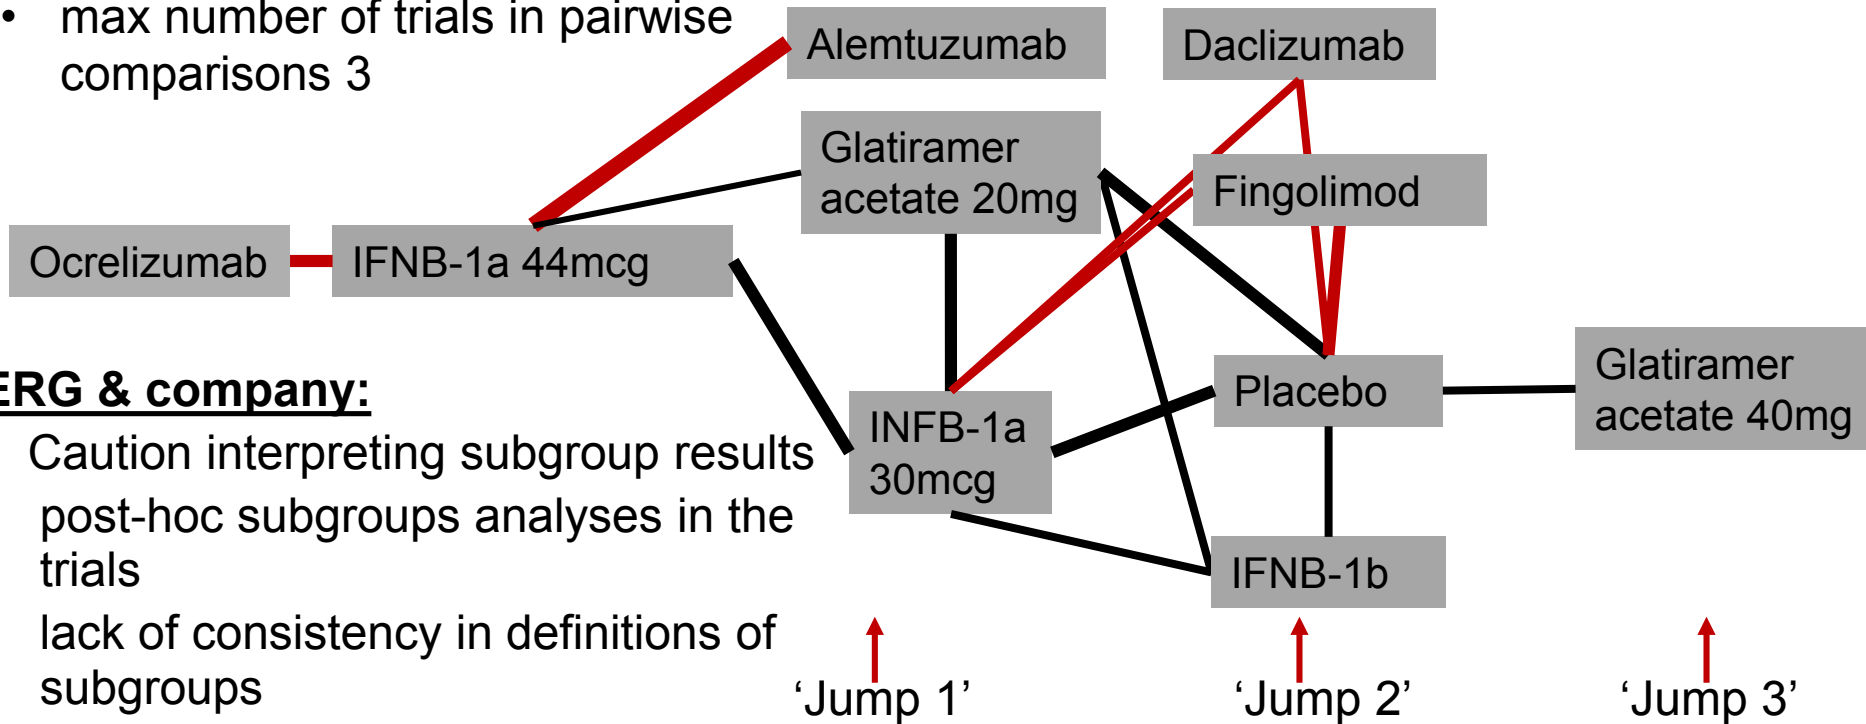 • max number of trials in pairwise
comparisons 3
Alemtuzumab
Daclizumab
Glatiramer
acetate 20mg
Fingolimod
Ocrelizumab
IFNB-1a 44mcg
Placebo
Glatiramer
acetate 40mg
INFB-1a
30mcg
IFNB-1b
ERG & company:
Caution interpreting subgroup results
post-hoc subgroups analyses in the
trials
lack of consistency in definitions of
subgroups
‘Jump 1’
‘Jump 2’
‘Jump 3’